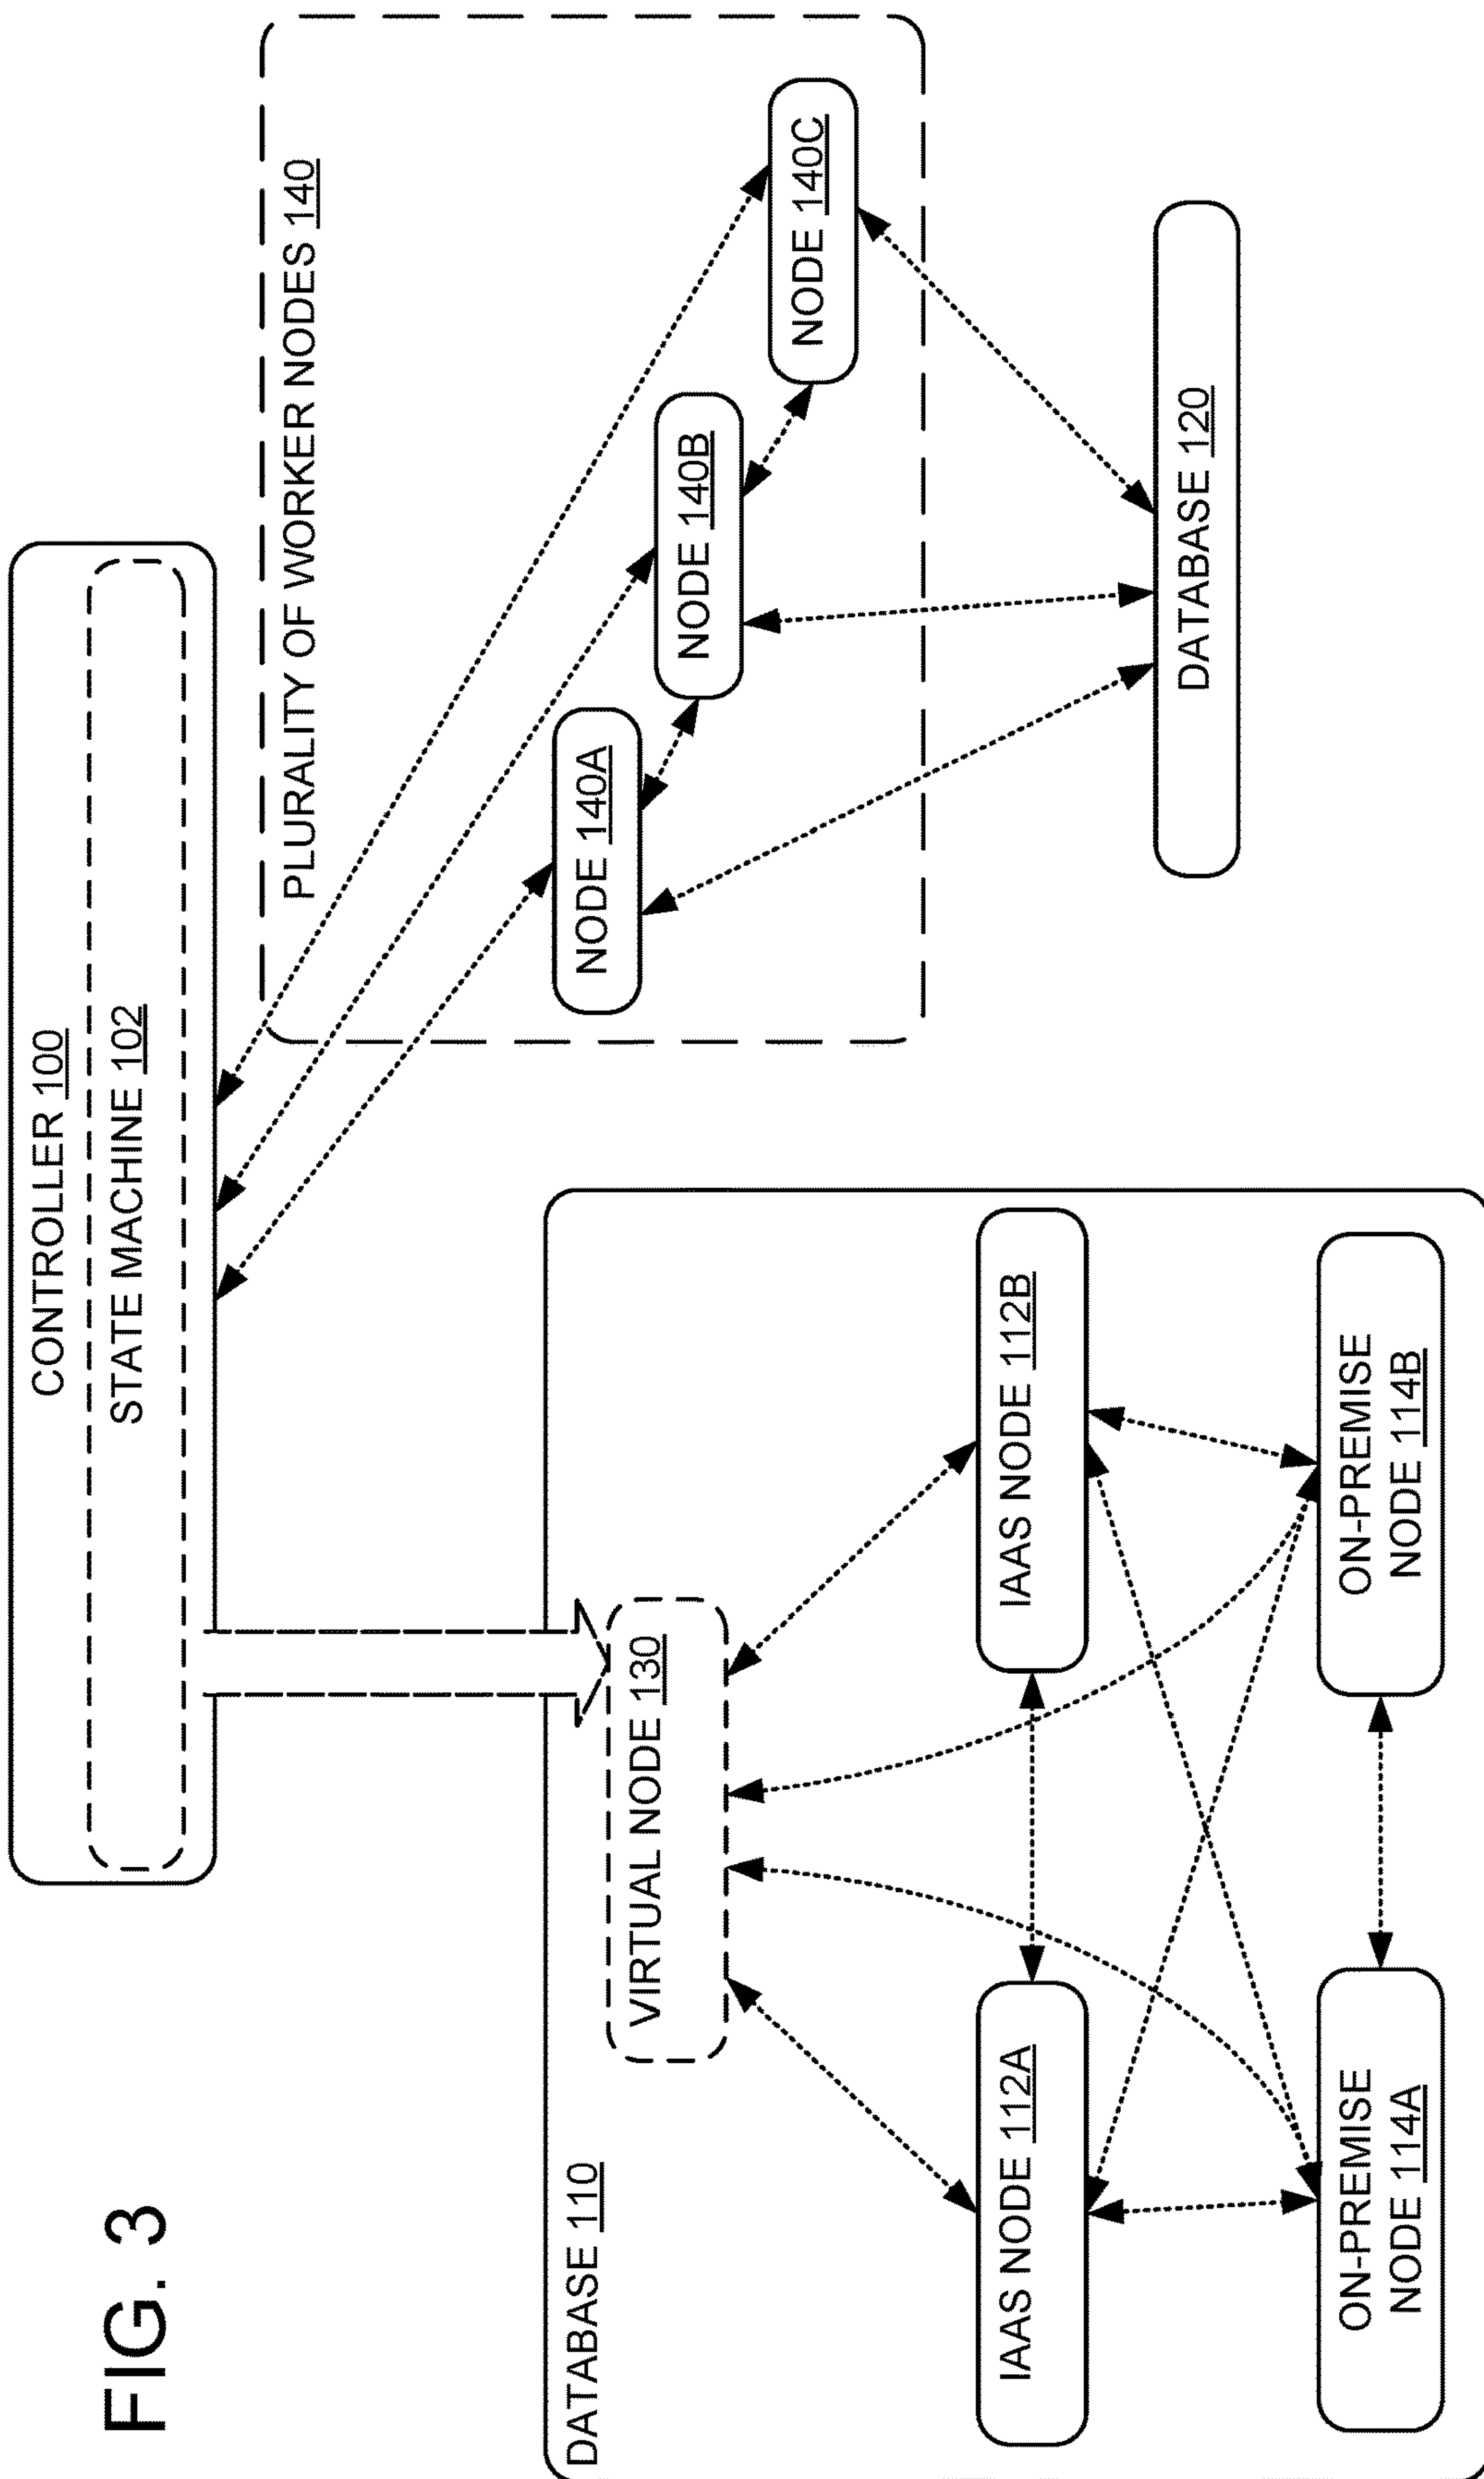 FIG. 3
CONTROLLER 100
STATE MACHINE 102
DATABASE 110
VIRTUAL NODE 130
IAAS NODE 112A
IAAS NODE 112B
ON-PREMISE
NODE 114A
ON-PREMISE
NODE 114B
PLURALITY OF WORKER NODES 140
NODE 140A
NODE 140B
NODE 140C
DATABASE 120